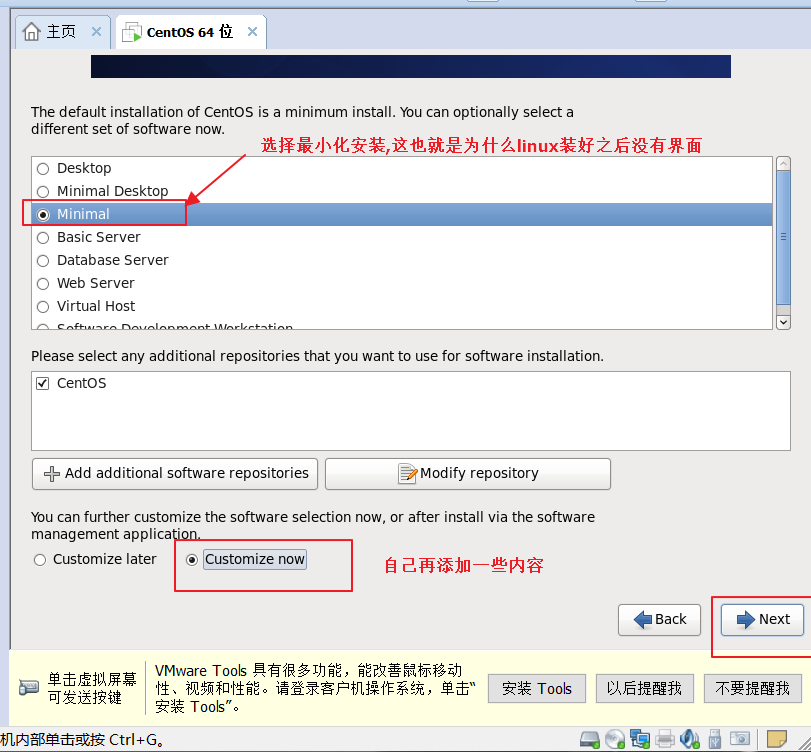 主页
CentOS 64 位
The default installation of CentOS is a minimum install. You can optionally select a
different set of software now.
选择最小化安装,这也就是为什么linux装好之后没有界面
Desktop
Minimal Desktop
Minimal
Basic Server
Database Server
Web Server
Virtual Host
Software Development Workstation
Please select any additional repositories that you want to use for software installation.
CentOS
Add additional software repositories
Modify repository
You can further customize the software selection now, or after install via the software
management application.
Customize later
Customize now
自己再添加一些内容
Back
Next
单击虚拟屏幕
可发送按键
VMware Tools 具有很多功能，能改善鼠标移动
性、视频和性能。请登录客户机操作系统，单击“
安装 Tools”。
安装 Tools
以后提醒我
不要提醒我
机内部单击或按 Ctrl+G。